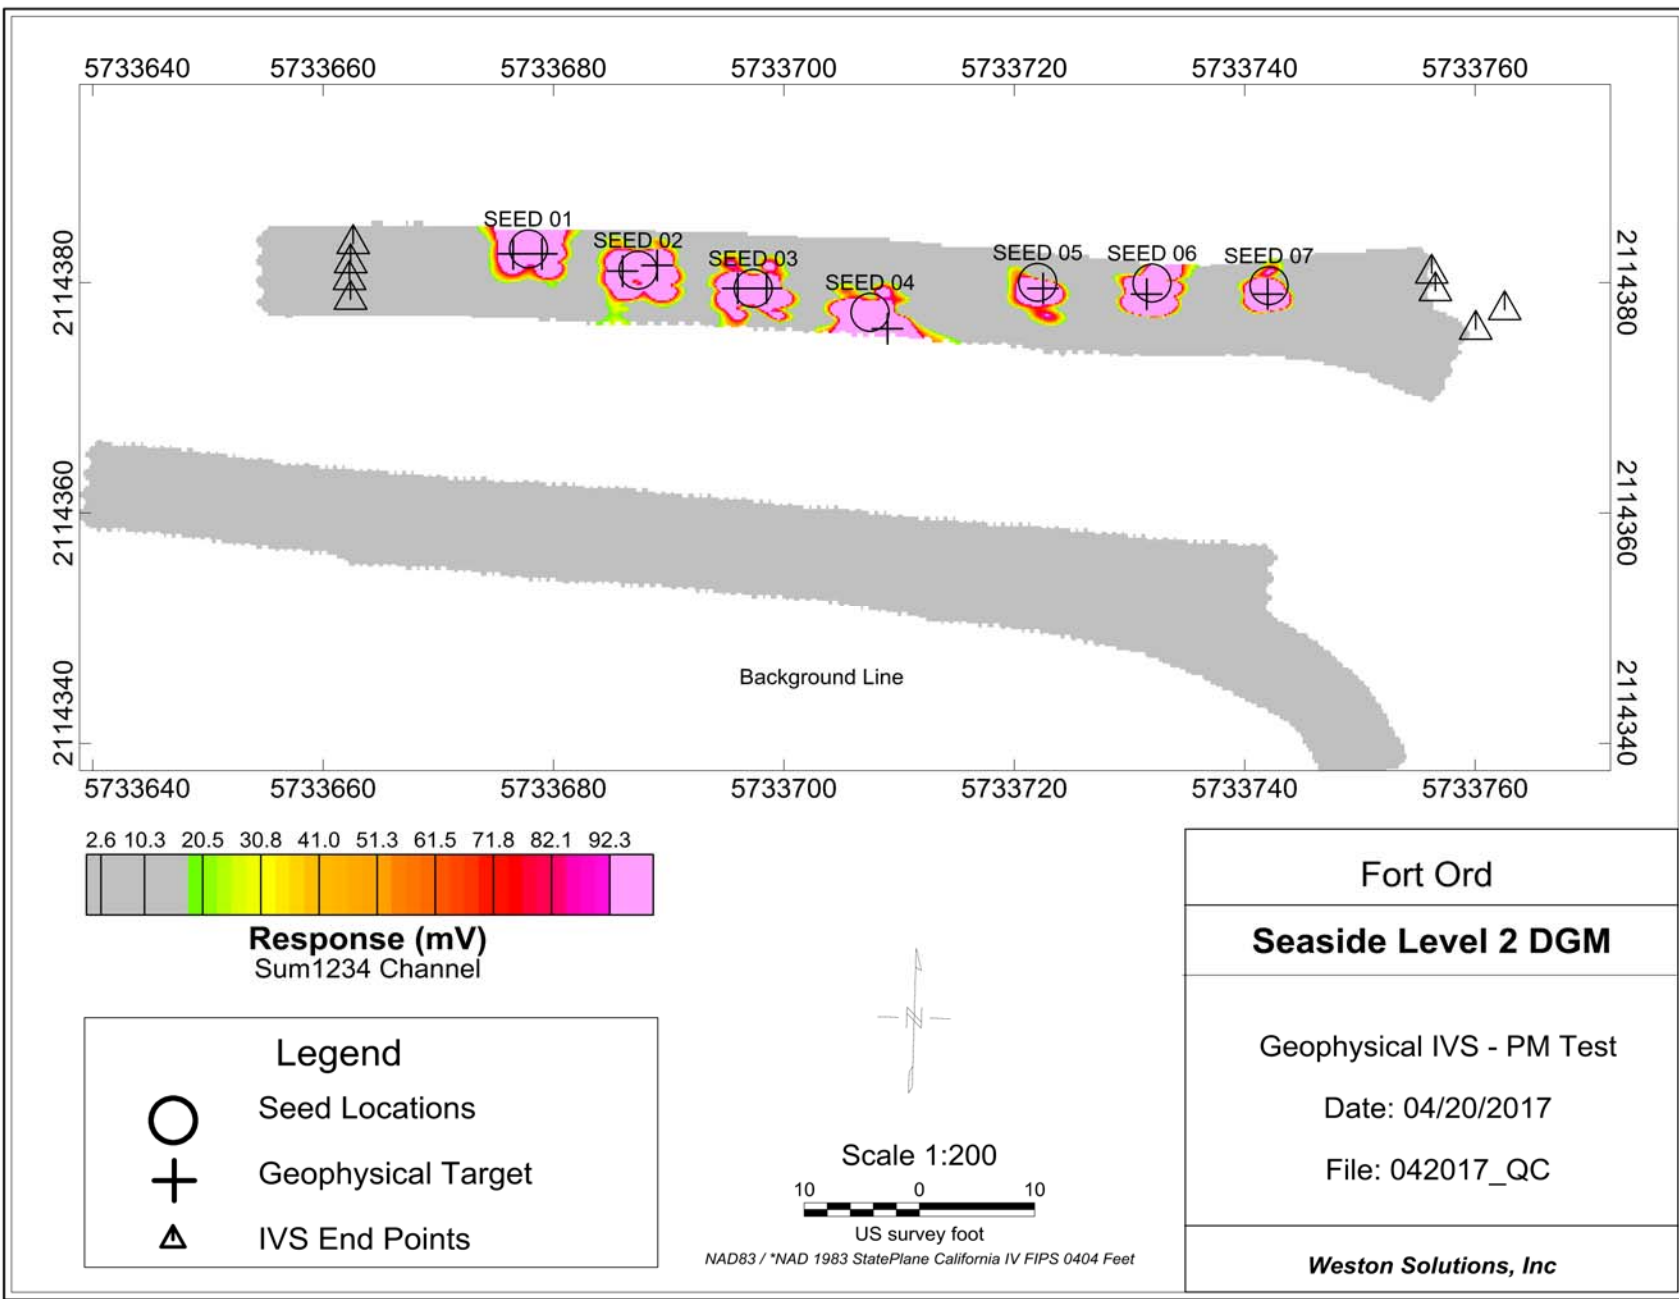 5733640 5733660 5733680 5733700 5733720 5733740 5733760
SEED 01
SEED 02
SEED 03
SEED 04
SEED 05
SEED 06
SEED 07
2114380 2114380
2114360 2114360
2114340 2114340
Background Line
5733640 5733660 5733680 5733700 5733720 5733740 5733760
2.6 10.3 20.5 30.8 41.0 51.3 61.5 71.8 82.1 92.3
Response (mV)
Sum1234 Channel
Legend
Seed Locations
Geophysical Target
IVS End Points
N
Scale 1:200
10 0 10
US survey foot
NAD83 / *NAD 1983 StatePlane California IV FIPS 0404 Feet
Fort Ord
Seaside Level 2 DGM
Geophysical IVS - PM Test
Date: 04/20/2017
File: 042017_QC
Weston Solutions, Inc